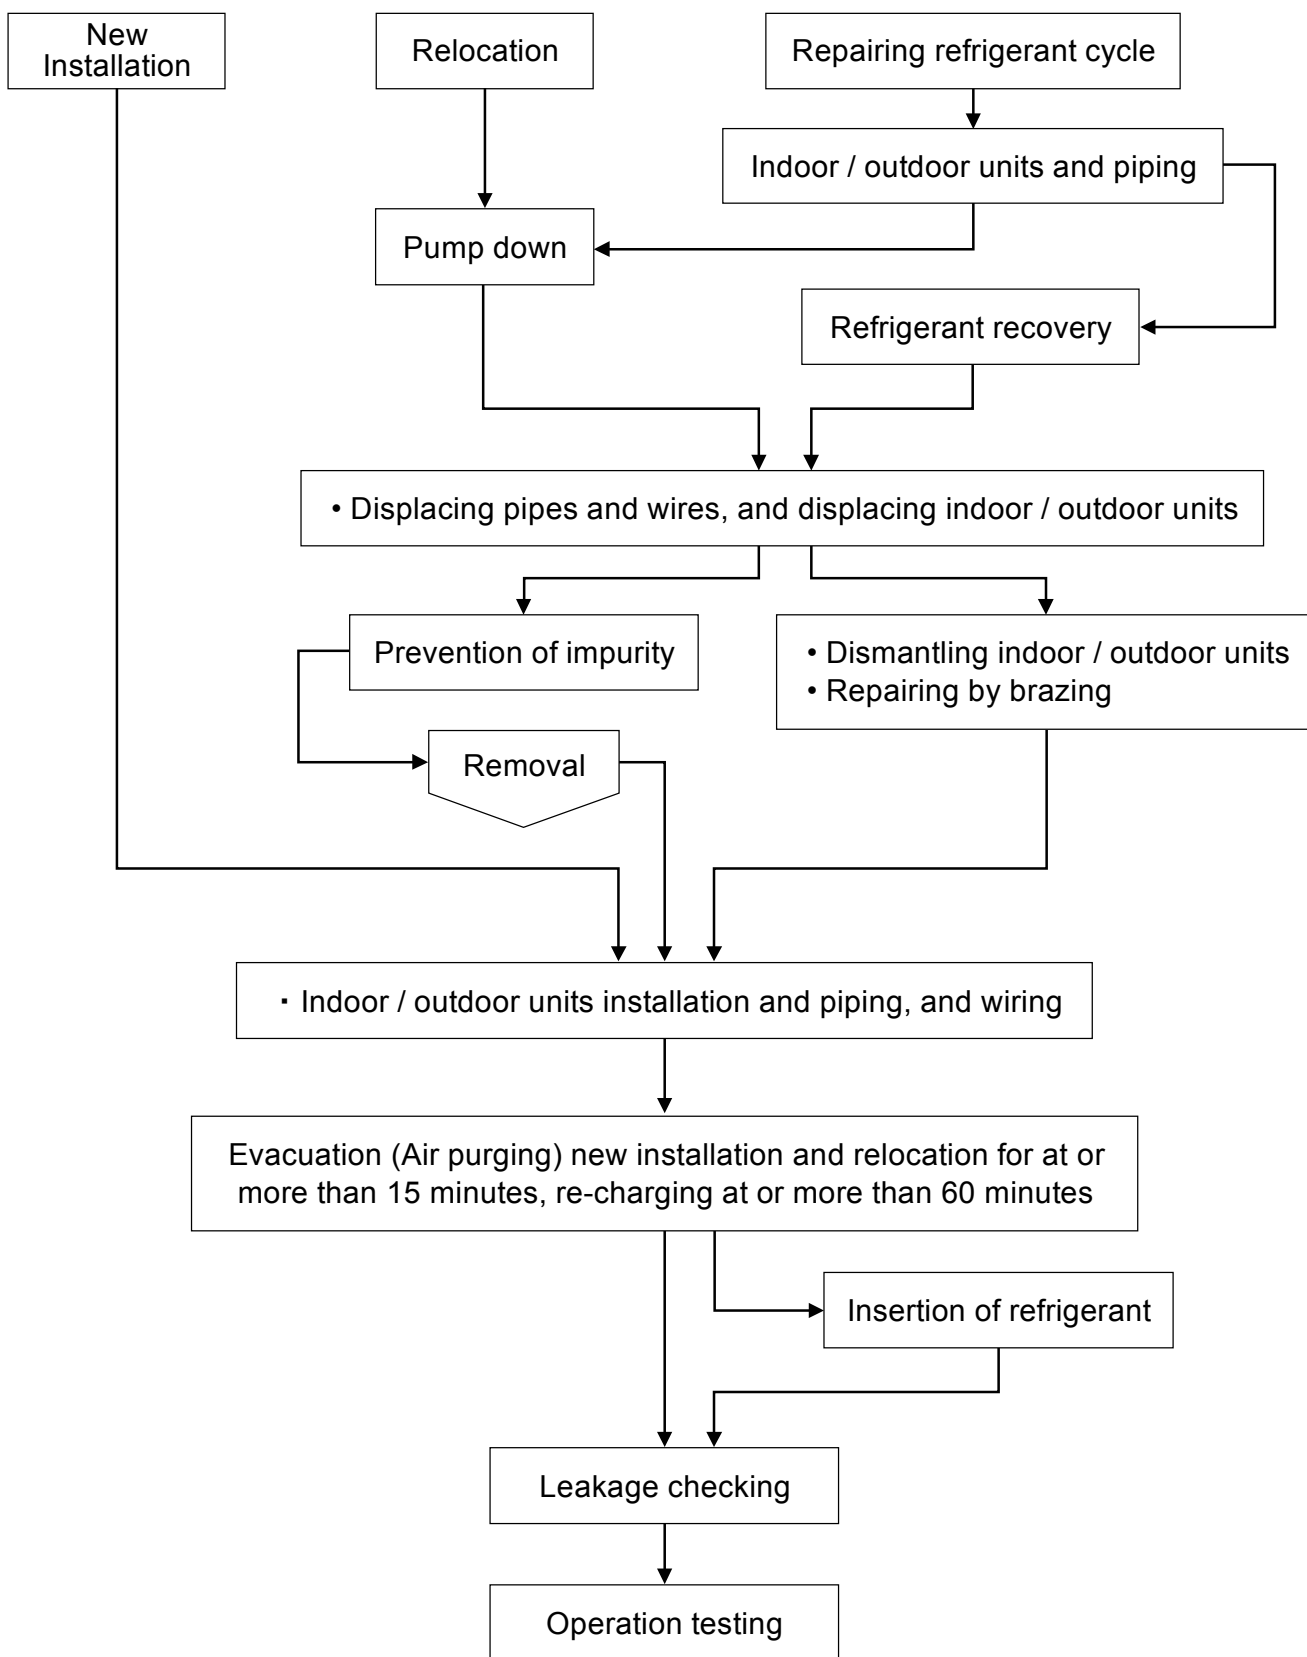 New
Installation
Relocation
Repairing refrigerant cycle
Indoor / outdoor units and piping
Pump down
Refrigerant recovery
• Displacing pipes and wires, and displacing indoor / outdoor units
Prevention of impurity
• Dismantling indoor / outdoor units
• Repairing by brazing
Removal
・Indoor / outdoor units installation and piping, and wiring
Evacuation (Air purging) new installation and relocation for at or
more than 15 minutes, re-charging at or more than 60 minutes
Insertion of refrigerant
Leakage checking
Operation testing